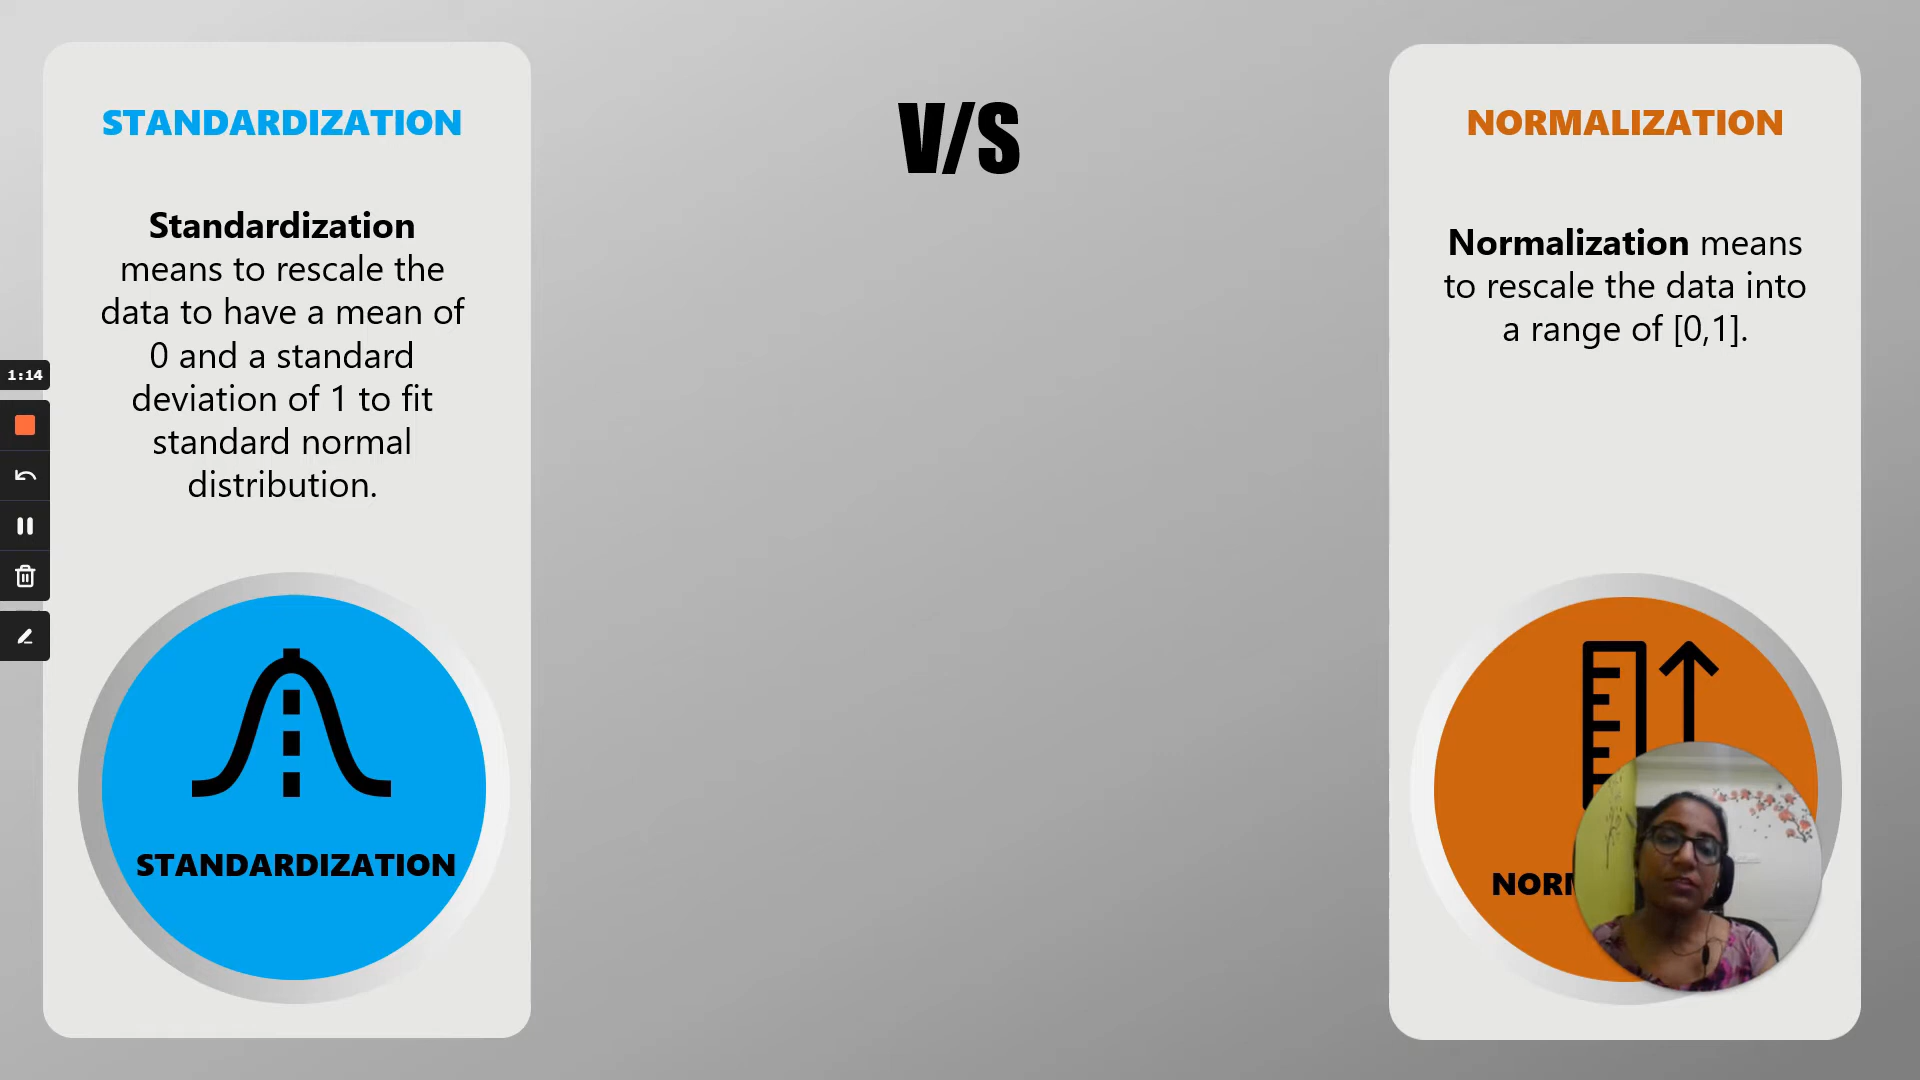 STANDARDIZATION
Standardization
means to rescale the
data to have a mean of
0 and a standard
deviation of 1 to fit
standard normal
distribution.
STANDARDIZATION
V/S
NORMALIZATION
Normalization means
to rescale the data into
a range of [0,1].
1:14